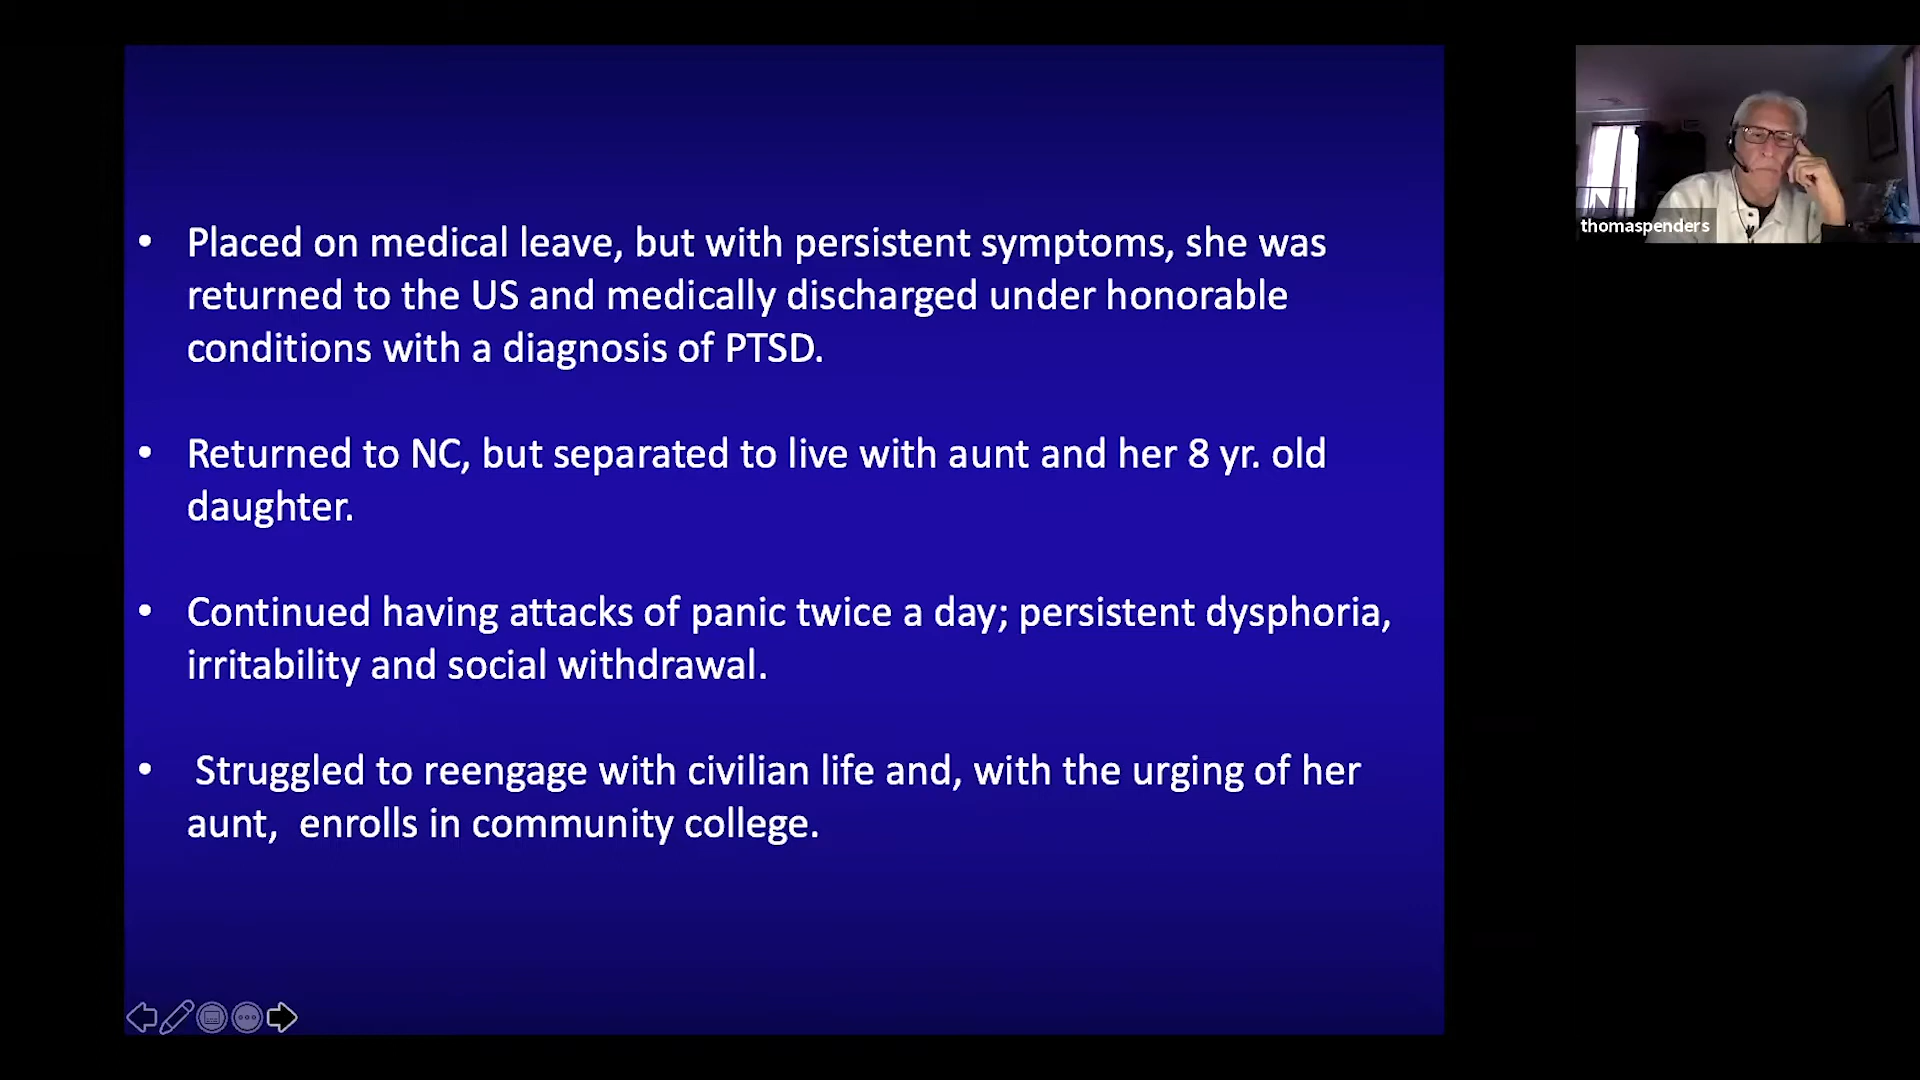 • Placed on medical leave, but with persistent symptoms, she was
returned to the US and medically discharged under honorable
conditions with a diagnosis of PTSD.
• Returned to NC, but separated to live with aunt and her 8 yr. old
daughter.
• Continued having attacks of panic twice a day; persistent dysphoria,
irritability and social withdrawal.
• Struggled to reengage with civilian life and, with the urging of her
aunt,  enrolls in community college.
thomaspenders